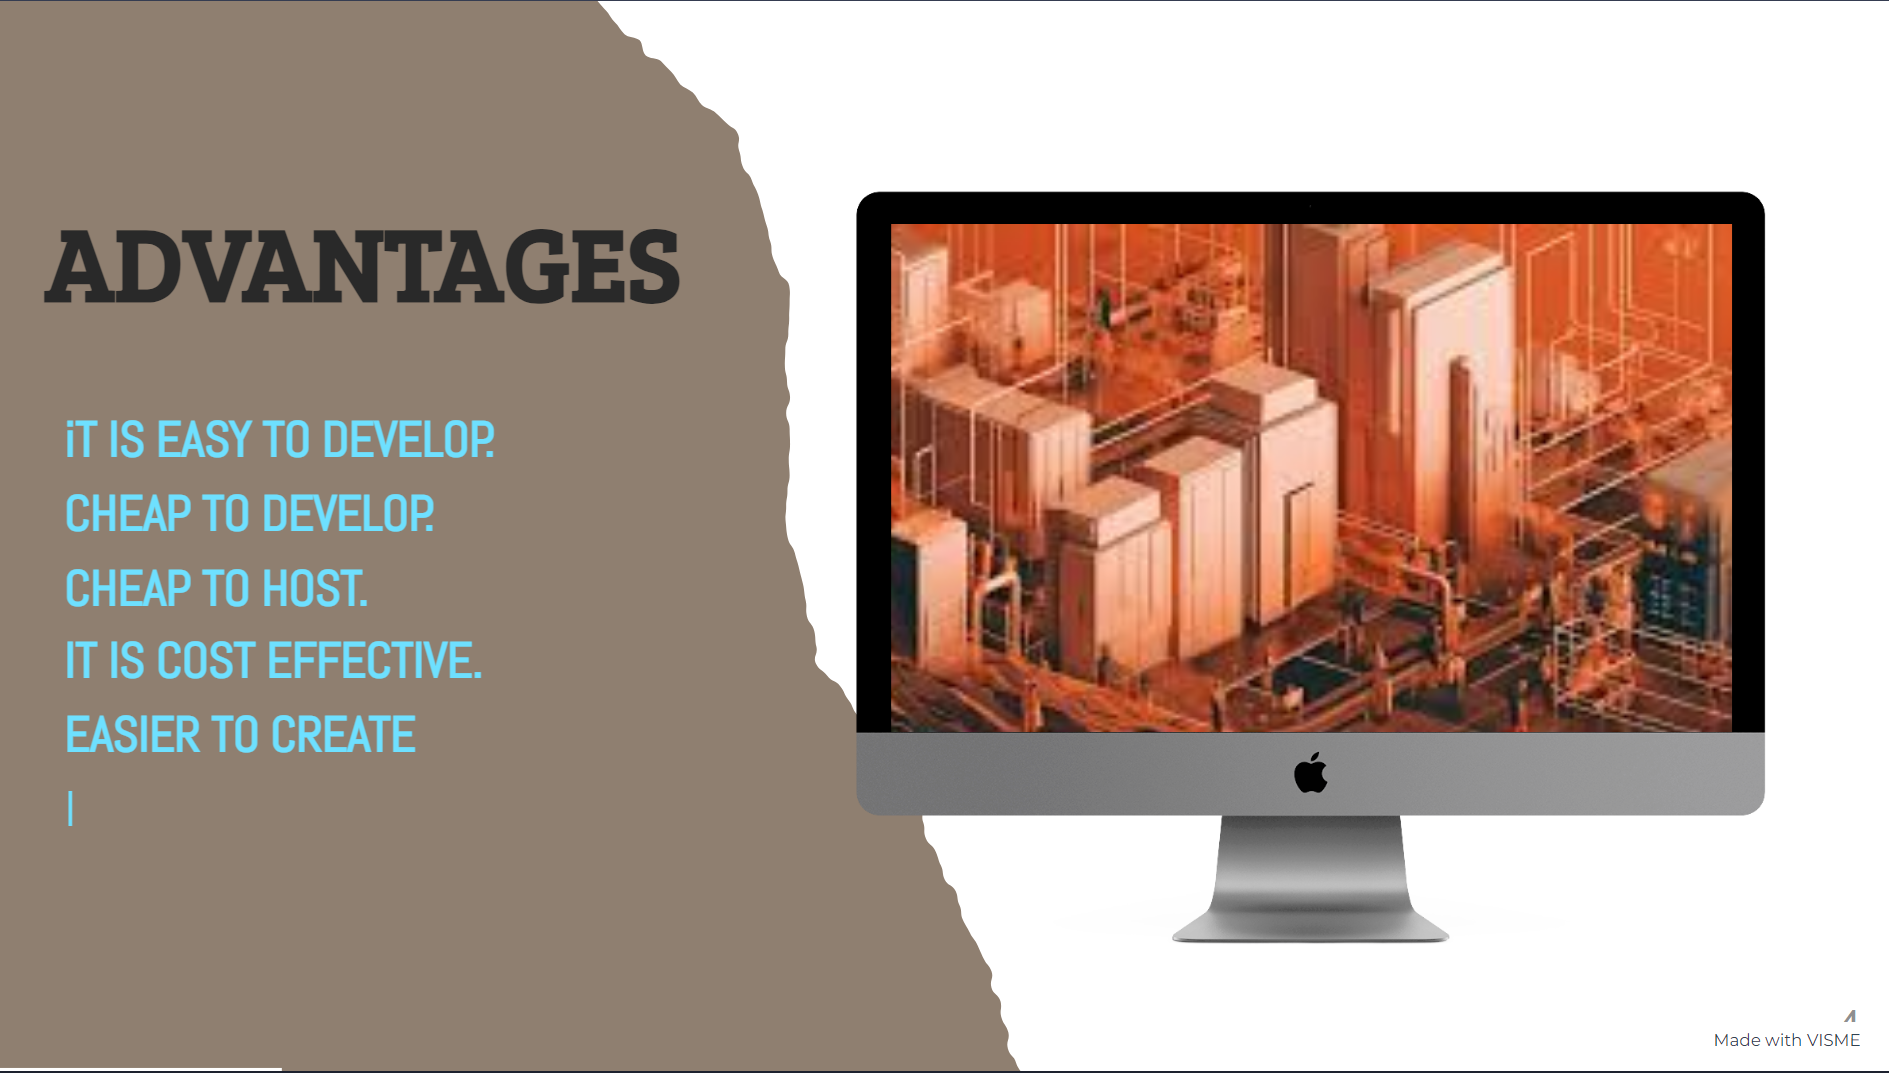 ADVANTAGES
iT IS EASY TO DEVELOP.
CHEAP TO DEVELOP.
CHEAP TO HOST.
IT IS COST EFFECTIVE.
EASIER TO CREATE
|
4
Made with VISME